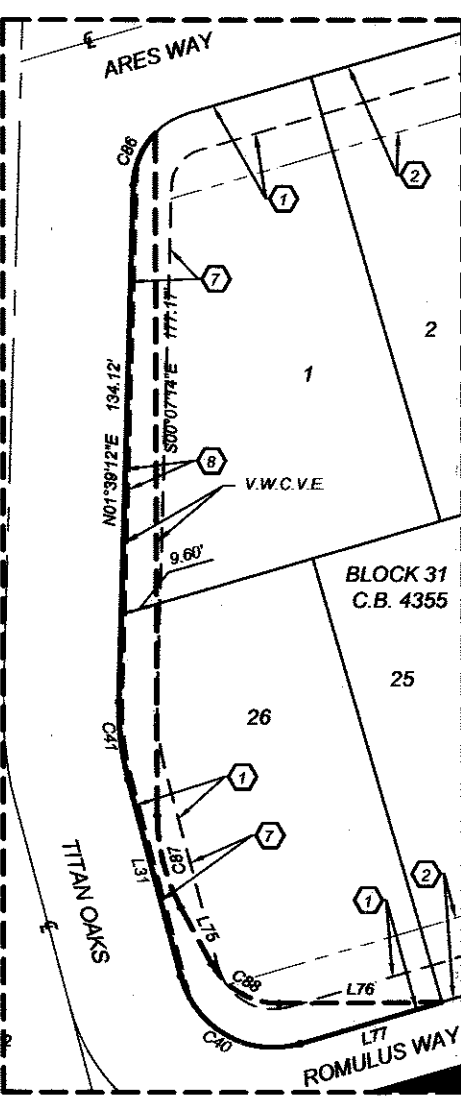 ARES WAY
C86
1
2
7
2
1
S00°07'14"E 177.17'
N01°39'12"E 134.12'
8
V.W.C.V.E.
9.60'
BLOCK 31
C.B. 4355
25
26
C41
1
7
C87
L31
TITAN OAKS
2
1
L75
C88
L76
C40
L77
ROMULUS WAY